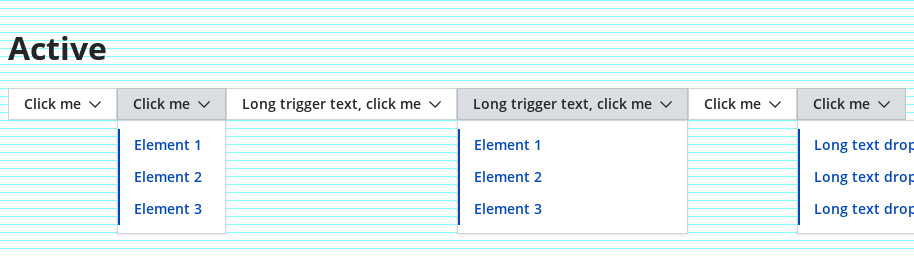 Active
Click me Click me Long trigger text, click me Long trigger text, click me Click me Click me
Element 1 Element 1 Long text drop
Element 2 Element 2 Long text drop
Element 3 Element 3 Long text drop